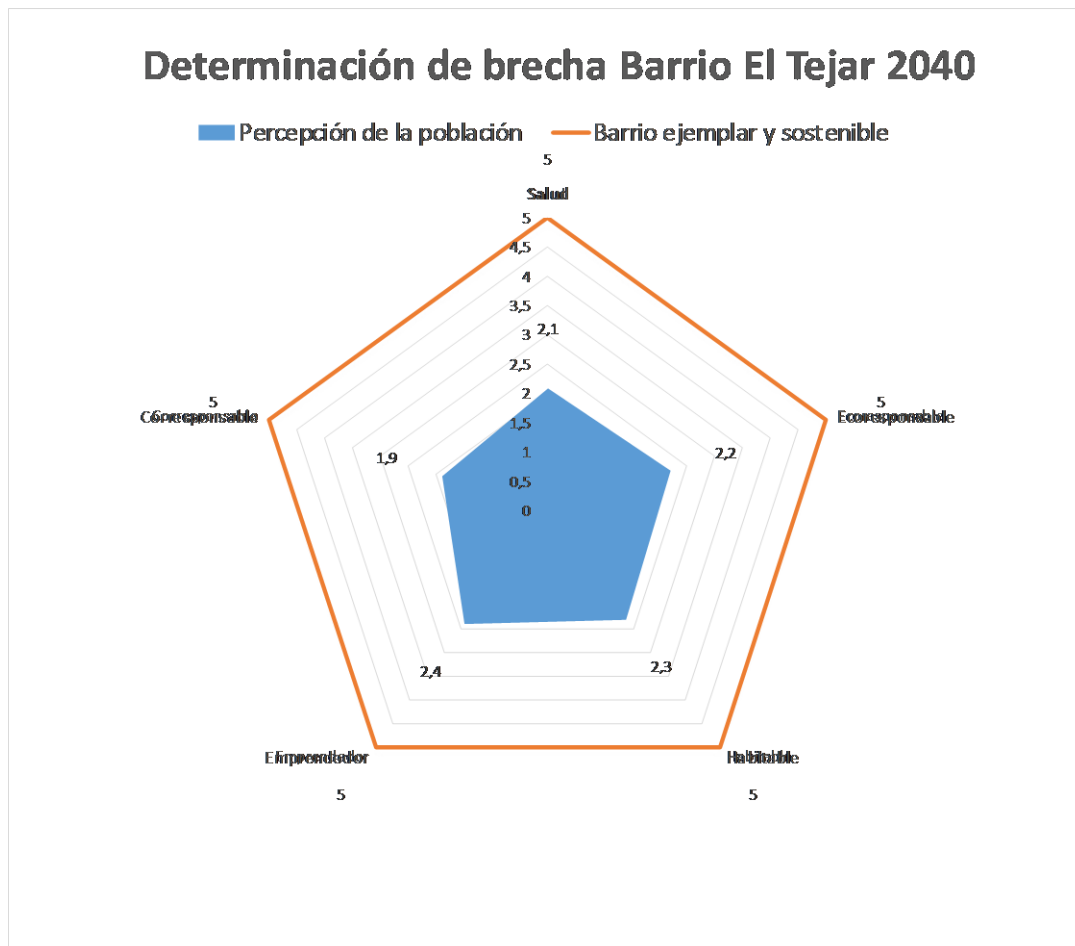 Determinación de brecha Barrio El Tejar 2040
Percepción de la población
Barrio ejemplar y sostenible
5
Salud
5
4,5
4
3,5
3
2,5
2
1,5
1
0,5
0
2,1
5
Ecorresponsable
2,2
5
Corresponsable
1,9
2,3
2,4
Habitable
5
Emprendedor
5